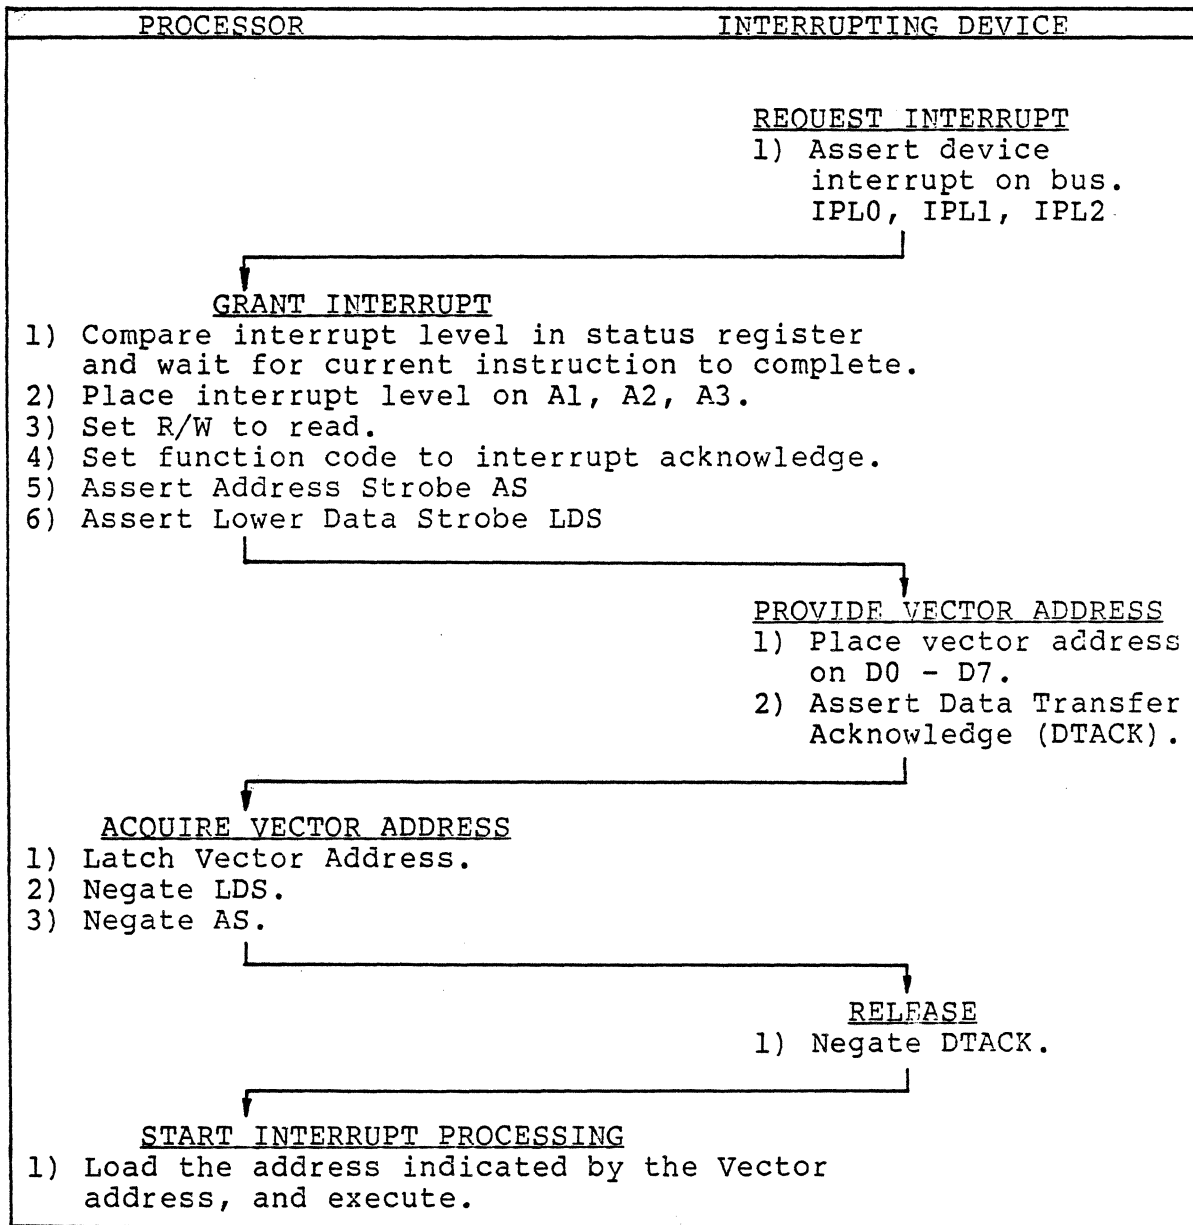 PROCESSOR INTERRUPTING DEVICE
REQUEST INTERRUPT
1) Assert device
interrupt on bus.
IPL0, IPL1, IPL2
GRANT INTERRUPT
1) Compare interrupt level in status register
and wait for current instruction to complete.
2) Place interrupt level on A1, A2, A3.
3) Set R/W to read.
4) Set function code to interrupt acknowledge.
5) Assert Address Strobe AS
6) Assert Lower Data Strobe LDS
PROVIDE VECTOR ADDRESS
1) Place vector address
on D0 - D7.
2) Assert Data Transfer
Acknowledge (DTACK).
ACQUIRE VECTOR ADDRESS
1) Latch Vector Address.
2) Negate LDS.
3) Negate AS.
RELEASE
1) Negate DTACK.
START INTERRUPT PROCESSING
1) Load the address indicated by the Vector
address, and execute.